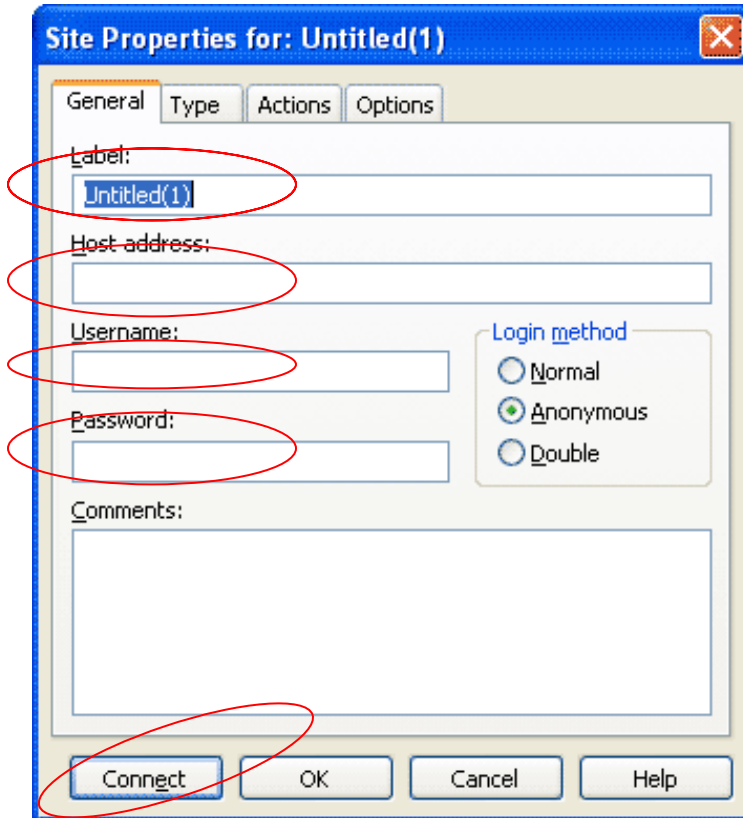 Site Properties for: Untitled(1)
General Type Actions Options
Label:
Untitled(1)
Host address:
Username:
Login method
Normal
Password:
Anonymous
Double
Comments:
Connect OK Cancel Help